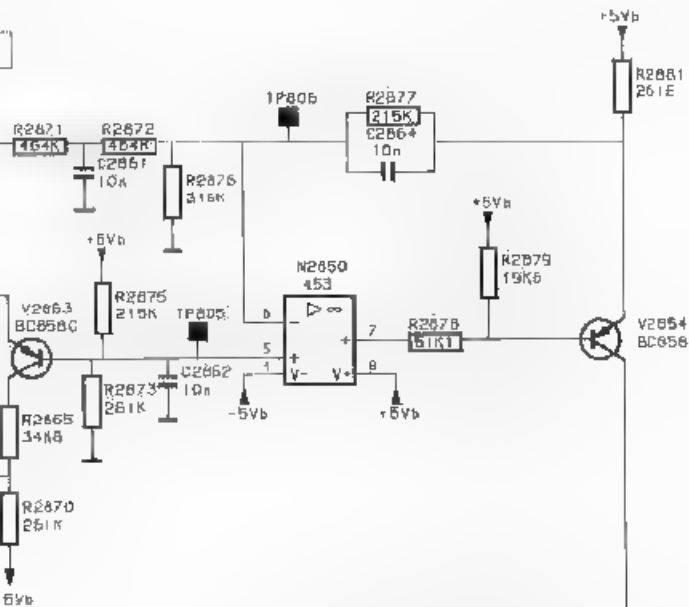 +5Vb
R2881
261E
TP806
R2877
215K
C2864
10n
R2871
464K
R2872
464K
C2861
10n
R2876
316K
+5Vb
+5Vb
R2879
19K6
N2850
453
R2875
215K
TP805
V2863
BC858C
6
−
▷ ∞
7
+
R2878
51K1
V2854
BC858
5
+
4
V-
V+
8
R2873
261K
C2862
10n
-5Vb
+5Vb
R2865
34K8
R2870
261K
5Vb